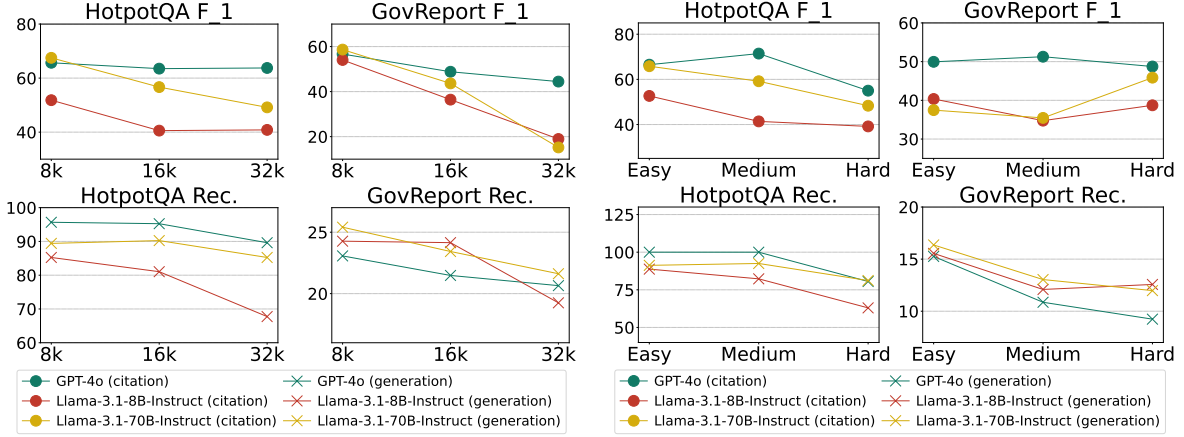 HotpotQA F_1
80
60
40
8k 16k 32k
GovReport F_1
60
40
20
8k 16k 32k
HotpotQA Rec.
100
90
80
70
60
8k 16k 32k
GovReport Rec.
25
20
8k 16k 32k
GPT-4o (citation)
Llama-3.1-8B-Instruct (citation)
Llama-3.1-70B-Instruct (citation)
GPT-4o (generation)
Llama-3.1-8B-Instruct (generation)
Llama-3.1-70B-Instruct (generation)
HotpotQA F_1
80
60
40
Easy Medium Hard
GovReport F_1
60
50
40
30
Easy Medium Hard
HotpotQA Rec.
125
100
75
50
Easy Medium Hard
GovReport Rec.
20
15
10
Easy Medium Hard
GPT-4o (citation)
Llama-3.1-8B-Instruct (citation)
Llama-3.1-70B-Instruct (citation)
GPT-4o (generation)
Llama-3.1-8B-Instruct (generation)
Llama-3.1-70B-Instruct (generation)